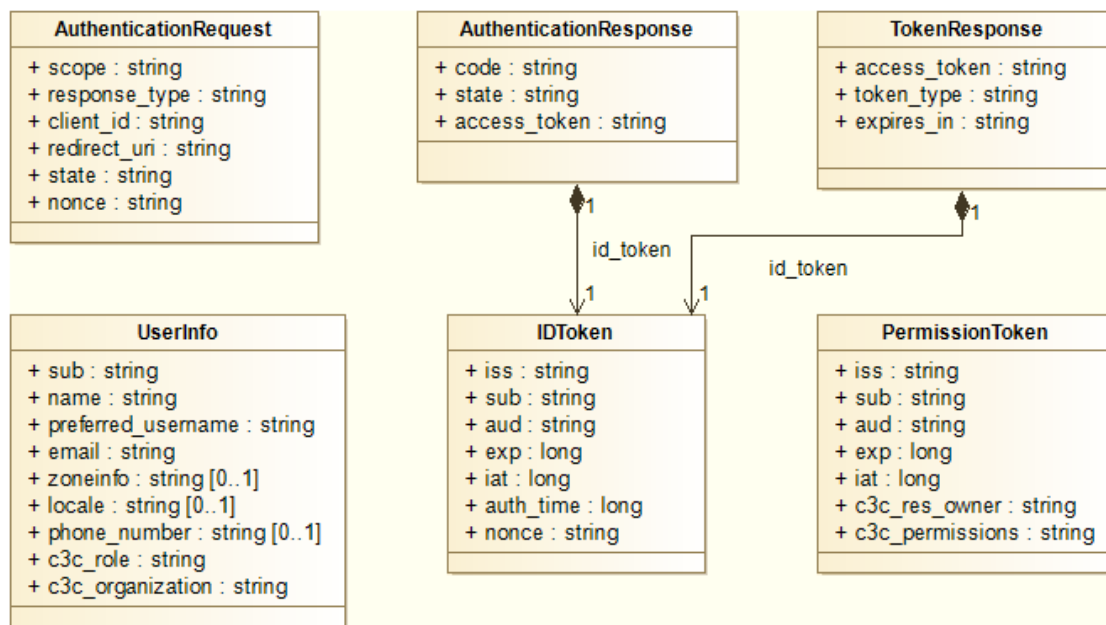 AuthenticationRequest
+ scope : string
+ response_type : string
+ client_id : string
+ redirect_uri : string
+ state : string
+ nonce : string
AuthenticationResponse
+ code : string
+ state : string
+ access_token : string
TokenResponse
+ access_token : string
+ token_type : string
+ expires_in : string
1
id_token
1
1
id_token
1
UserInfo
+ sub : string
+ name : string
+ preferred_username : string
+ email : string
+ zoneinfo : string [0..1]
+ locale : string [0..1]
+ phone_number : string [0..1]
+ c3c_role : string
+ c3c_organization : string
IDToken
+ iss : string
+ sub : string
+ aud : string
+ exp : long
+ iat : long
+ auth_time : long
+ nonce : string
PermissionToken
+ iss : string
+ sub : string
+ aud : string
+ exp : long
+ iat : long
+ c3c_res_owner : string
+ c3c_permissions : string